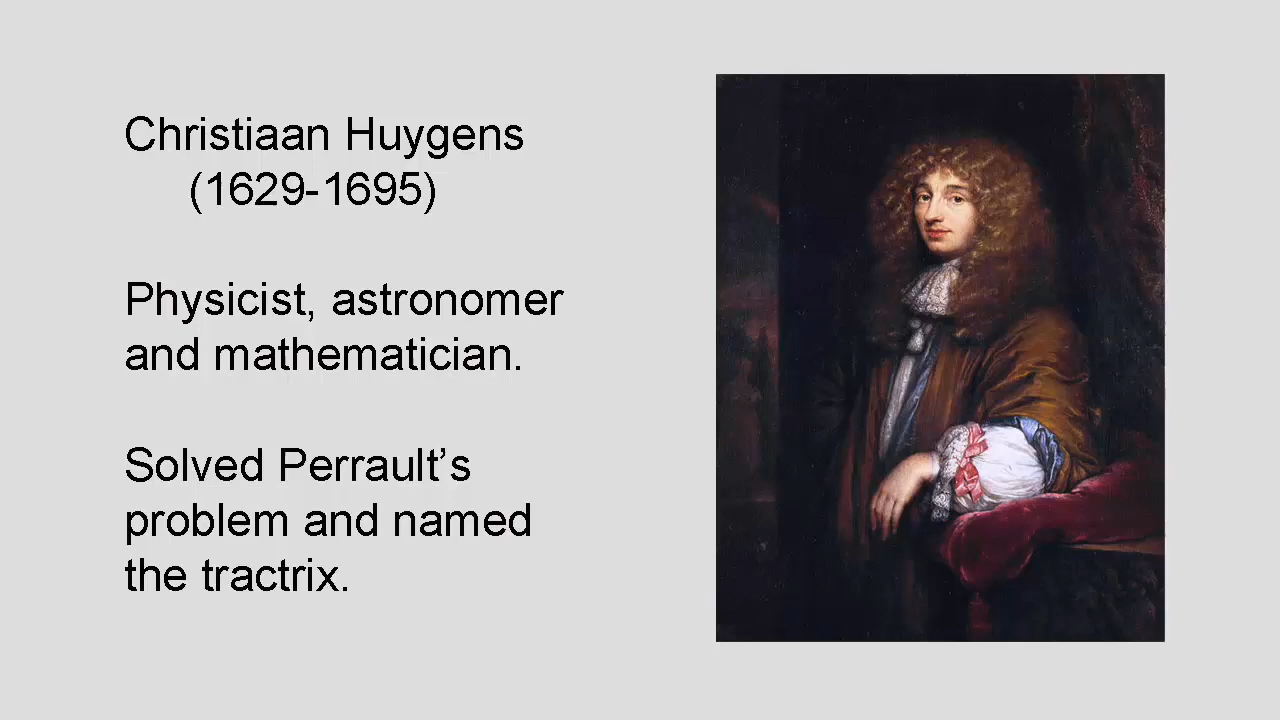 Christiaan Huygens
(1629-1695)
Physicist, astronomer
and mathematician.
Solved Perrault’s
problem and named
the tractrix.